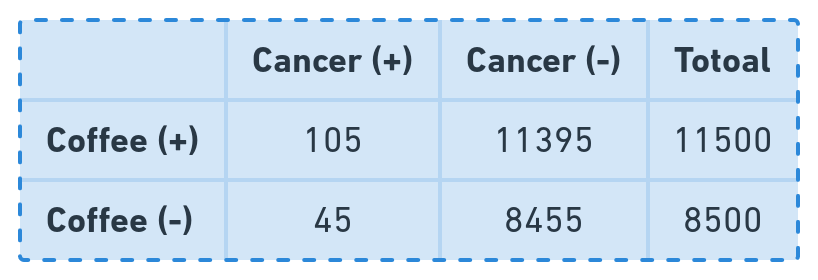 Cancer (+) Cancer (-) Totoal
Coffee (+) 105 11395 11500
Coffee (-) 45 8455 8500